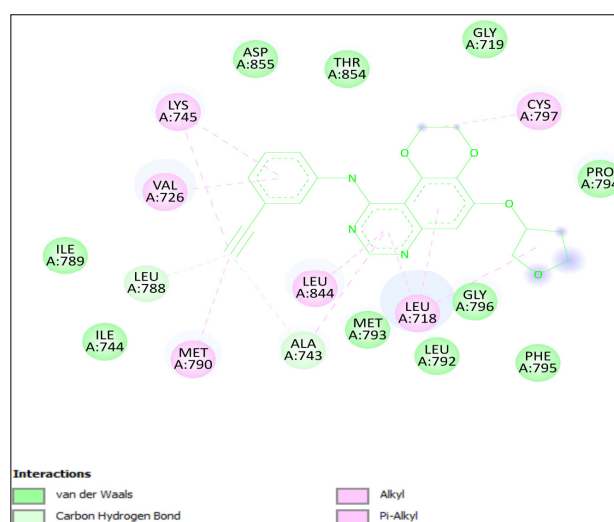 GLY
A:719
ASP
A:855
THR
A:854
LYS
A:745
CYS
A:797
O
O
N
PRO
A:794
VAL
A:726
O
N
N
ILE
A:789
LEU
A:788
O
LEU
A:844
LEU
A:718
GLY
A:796
MET
A:793
ILE
A:744
ALA
A:743
LEU
A:792
MET
A:790
PHE
A:795
Interactions
van der Waals
Alkyl
Carbon Hydrogen Bond
Pi-Alkyl